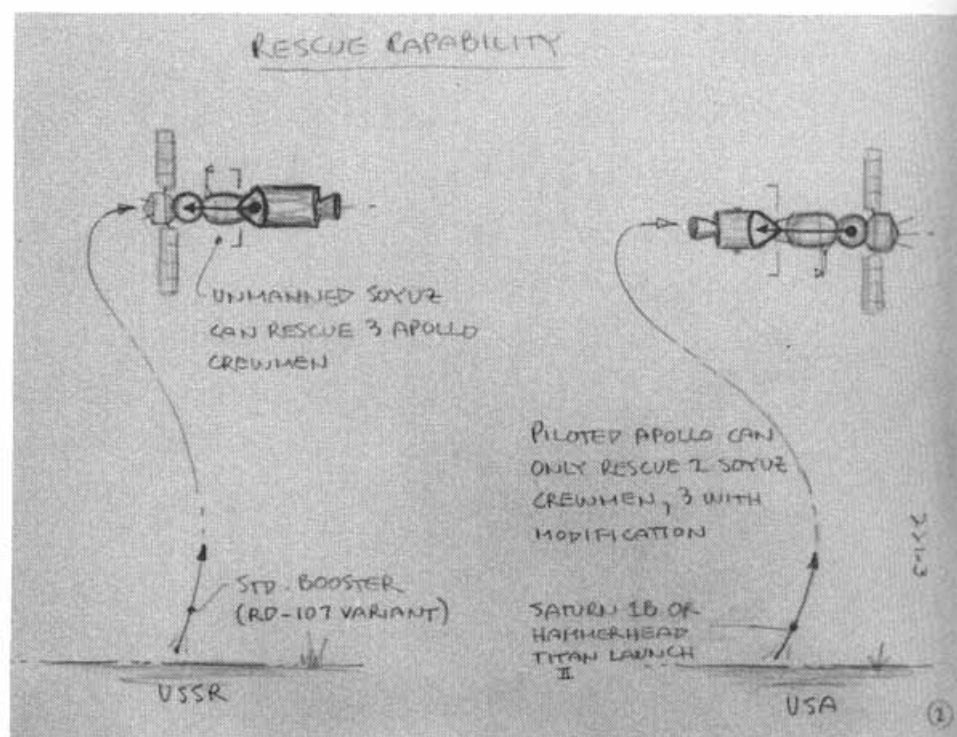 RESCUE CAPABILITY
UNMANNED SOYUZ
CAN RESCUE 3 APOLLO
CREWMEN
STD. BOOSTER
(RD-107 VARIANT)
USSR
PILOTED APOLLO CAN
ONLY RESCUE 2 SOYUZ
CREWMEN, 3 WITH
MODIFICATION
SATURN 1B OR
HAMMERHEAD
TITAN LAUNCH
II
USA
2